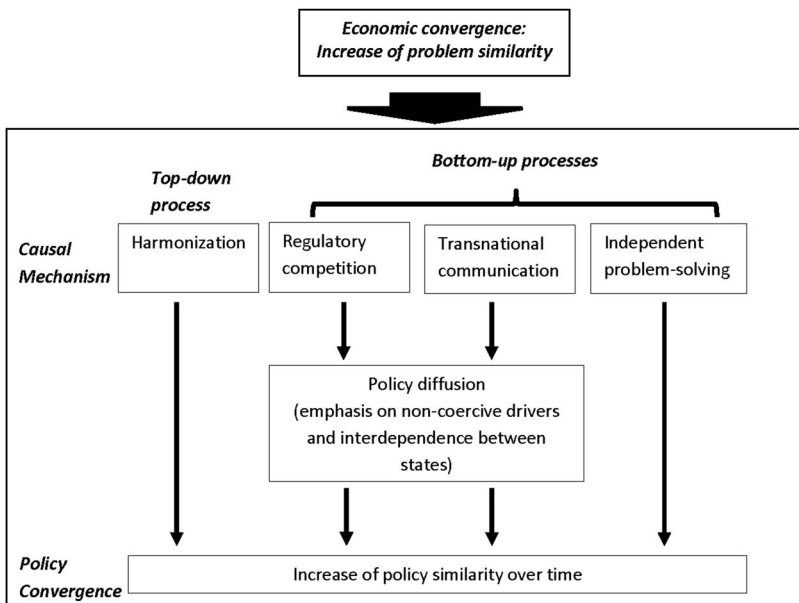 Economic convergence:
Increase of problem similarity
Bottom-up processes
Top-down
process
Causal
Mechanism
Harmonization
Regulatory
competition
Transnational
communication
Independent
problem-solving
Policy diffusion
(emphasis on non-coercive drivers
and interdependence between
states)
Policy
Convergence
Increase of policy similarity over time